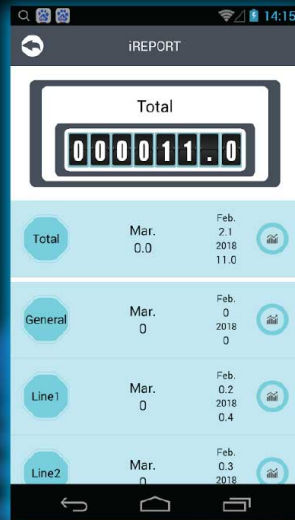 14:15
iREPORT
Total
000011.0
Total
Mar.
0.0
Feb.
2.1
2018
11.0
General
Mar.
0
Feb.
0
2018
0
Line1
Mar.
0
Feb.
0.2
2018
0.4
Line2
Mar.
0
Feb.
0.3
2018